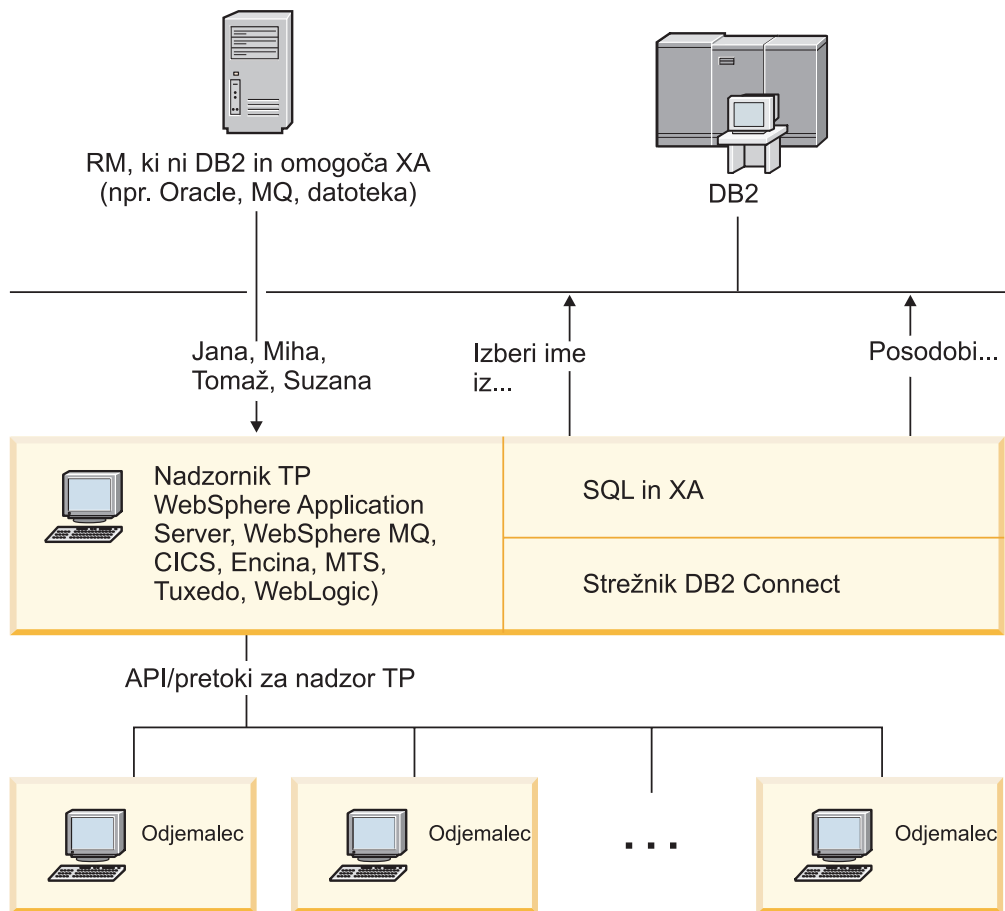 RM, ki ni DB2 in omogoča XA
(npr. Oracle, MQ, datoteka)
DB2
Jana, Miha,
Tomaž, Suzana
Izberi ime
iz...
Posodobi...
Nadzornik TP
WebSphere Application
Server, WebSphere MQ,
CICS, Encina, MTS,
Tuxedo, WebLogic)
SQL in XA
Strežnik DB2 Connect
API/pretoki za nadzor TP
Odjemalec
Odjemalec
. . .
Odjemalec